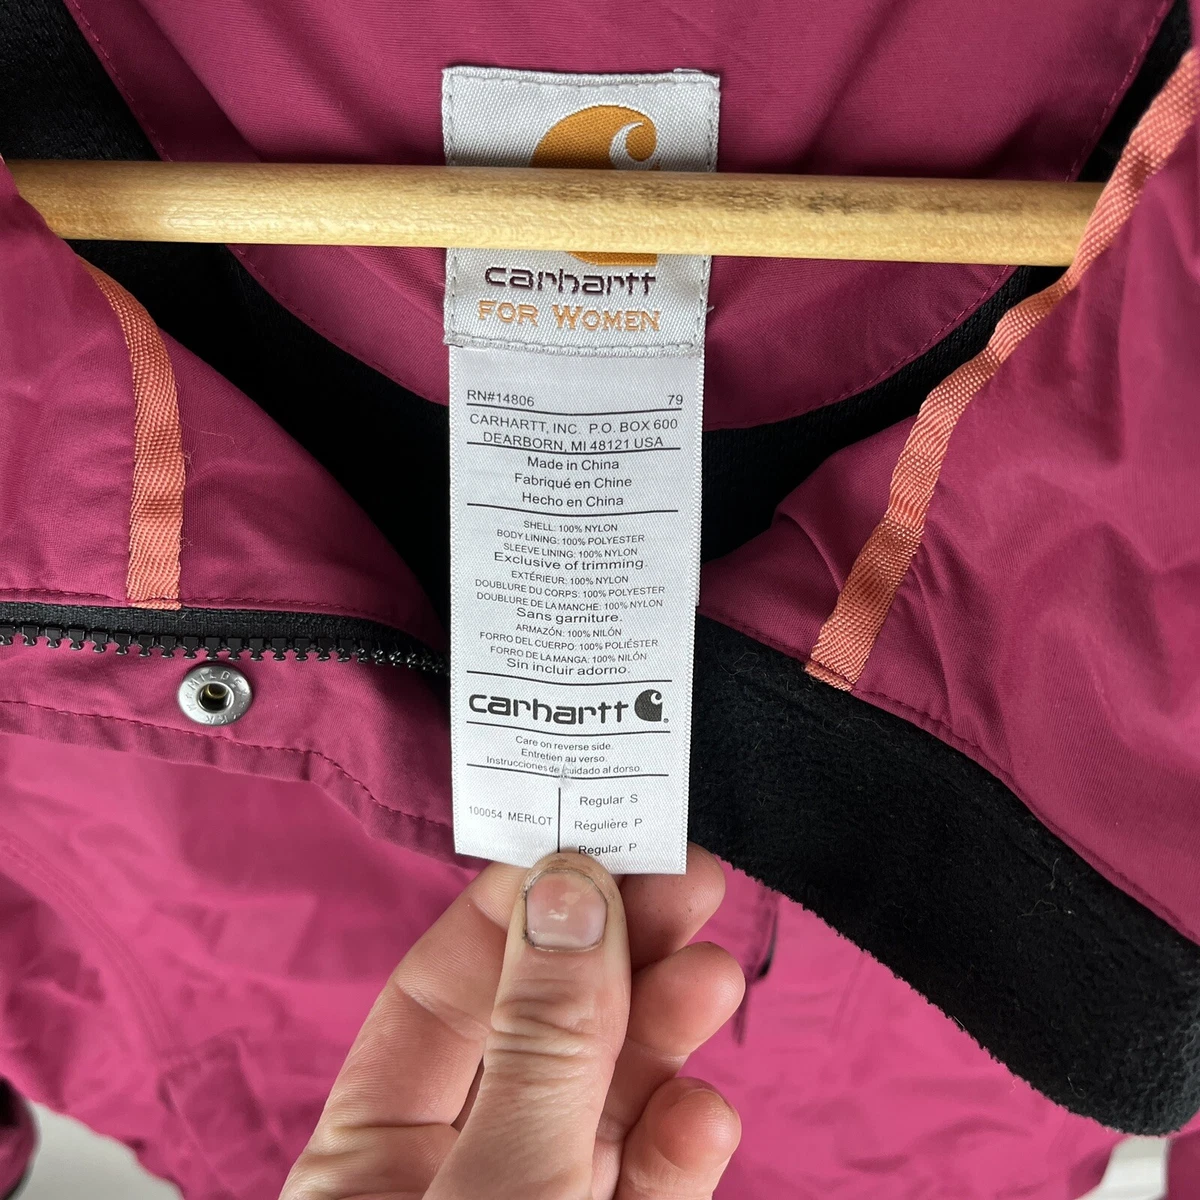 carhartt
FOR WOMEN
RN#14806 79
CARHARTT, INC. P.O. BOX 600
DEARBORN, MI 48121 USA
Made in China
Fabriqué en Chine
Hecho en China
SHELL: 100% NYLON
BODY LINING: 100% POLYESTER
SLEEVE LINING: 100% NYLON
Exclusive of trimming.
EXTÉRIEUR: 100% NYLON
DOUBLURE DU CORPS: 100% POLYESTER
DOUBLURE DE LA MANCHE: 100% NYLON
Sans garniture.
ARMAZÓN: 100% NILÓN
FORRO DEL CUERPO: 100% POLIÉSTER
FORRO DE LA MANGA: 100% NILÓN
Sin incluir adorno.
carhartt
Care on reverse side.
Entretien au verso.
Instrucciones de cuidado al dorso.
100054 MERLOT
Regular S
Régulière P
Regular P